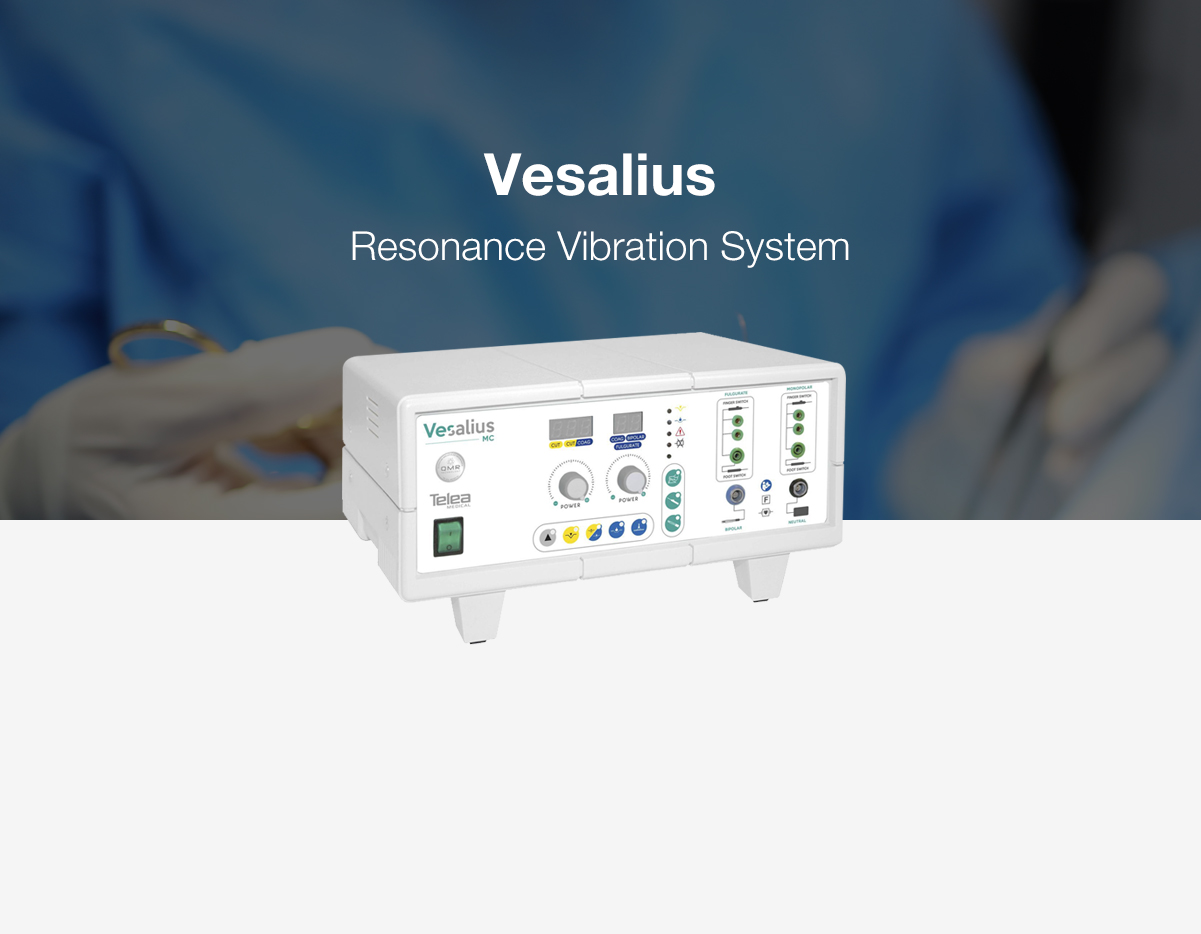 Vesalius
Resonance Vibration System
Vesalius
MC
QMR
Telea
MEDICAL
CUT
CUT COAG
COAG BIPOLAR
FULGURATE
POWER
POWER
FULGURATE
FINGER SWITCH
FOOT SWITCH
BIPOLAR
F
MONOPOLAR
FINGER SWITCH
FOOT SWITCH
NEUTRAL